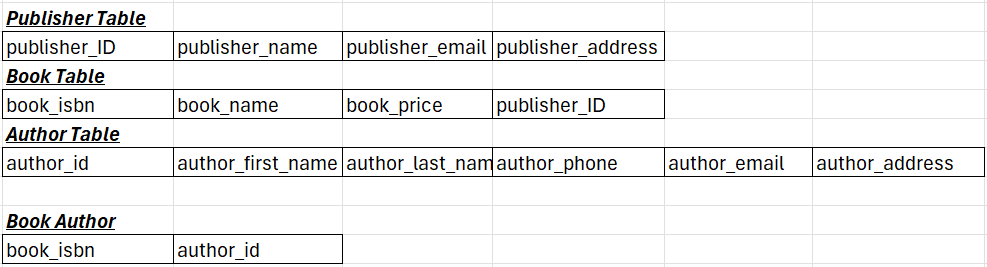 Publisher Table
publisher_ID publisher_name publisher_email publisher_address
Book Table
book_isbn book_name book_price publisher_ID
Author Table
author_id author_first_name author_last_nam author_phone author_email author_address
Book Author
book_isbn author_id